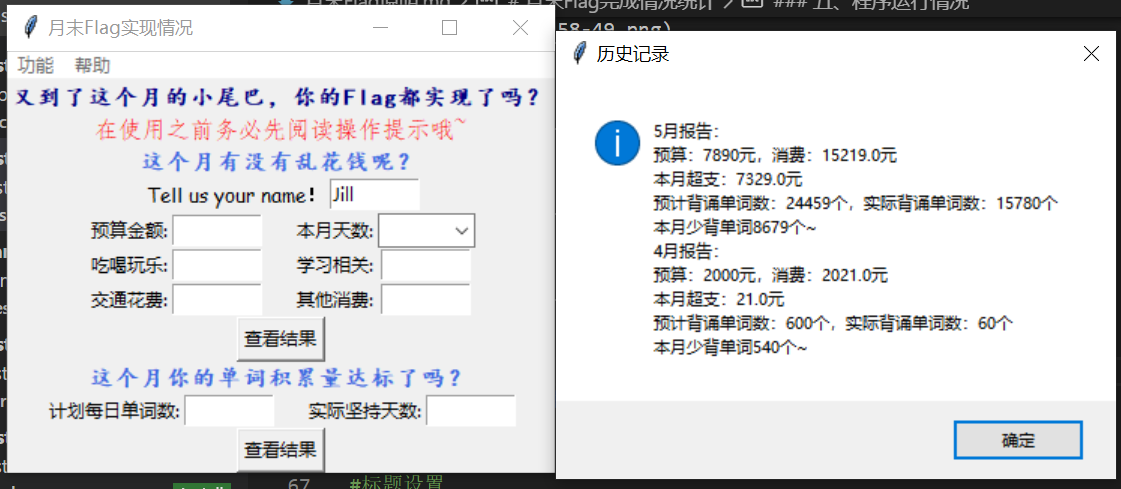 月末Flag实现情况
功能 帮助
又到了这个月的小尾巴，你的Flag都实现了吗？
在使用之前务必先阅读操作提示哦~
这个月有没有乱花钱呢？
Tell us your name！ Jill
预算金额: 本月天数:
吃喝玩乐: 学习相关:
交通花费: 其他消费:
查看结果
这个月你的单词积累量达标了吗？
计划每日单词数: 实际坚持天数:
查看结果
历史记录
5月报告：
预算：7890元，消费：15219.0元
本月超支：7329.0元
预计背诵单词数：24459个，实际背诵单词数：15780个
本月少背单词8679个~
4月报告：
预算：2000元，消费：2021.0元
本月超支：21.0元
预计背诵单词数：600个，实际背诵单词数：60个
本月少背单词540个~
确定
67 #标题设置